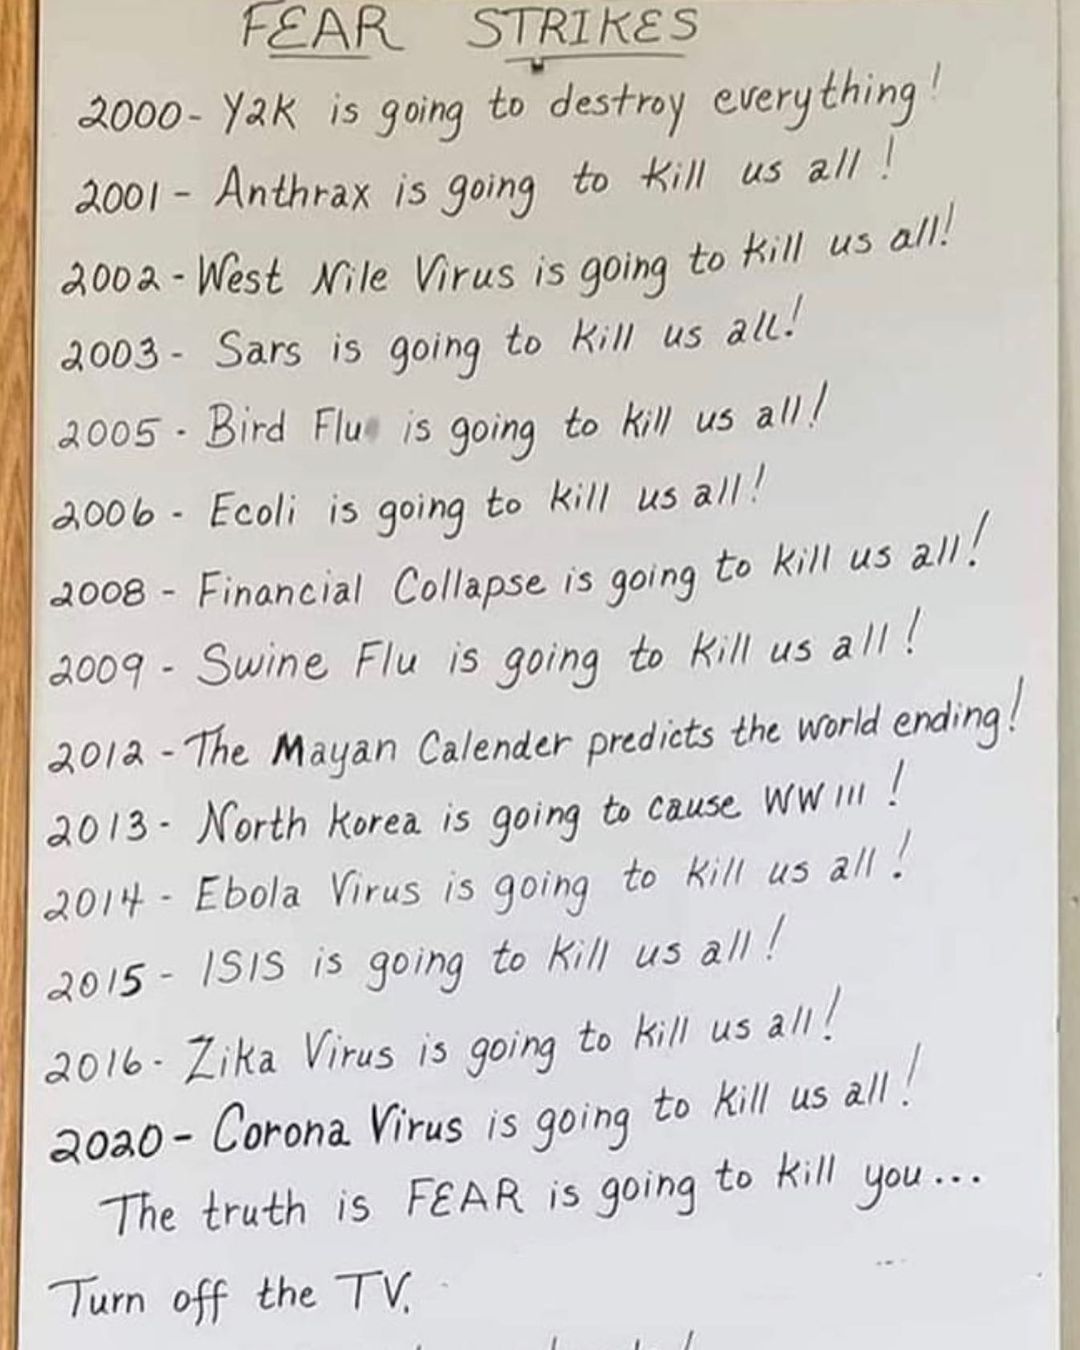 FEAR STRIKES
2000- Y2K is going to destroy everything!
2001- Anthrax is going to kill us all!
2002-West Nile Virus is going to kill us all!
2003- Sars is going to kill us all!
2005- Bird Flu is going to kill us all!
2006- Ecoli is going to kill us all!
2008- Financial Collapse is going to kill us all!
2009- Swine Flu is going to kill us all!
2012-The Mayan Calender predicts the world ending!
2013- North Korea is going to cause WW III!
2014- Ebola Virus is going to kill us all!
2015- ISIS is going to kill us all!
2016- Zika Virus is going to kill us all!
2020- Corona Virus is going to kill us all!
The truth is FEAR is going to kill you...
Turn off the TV.